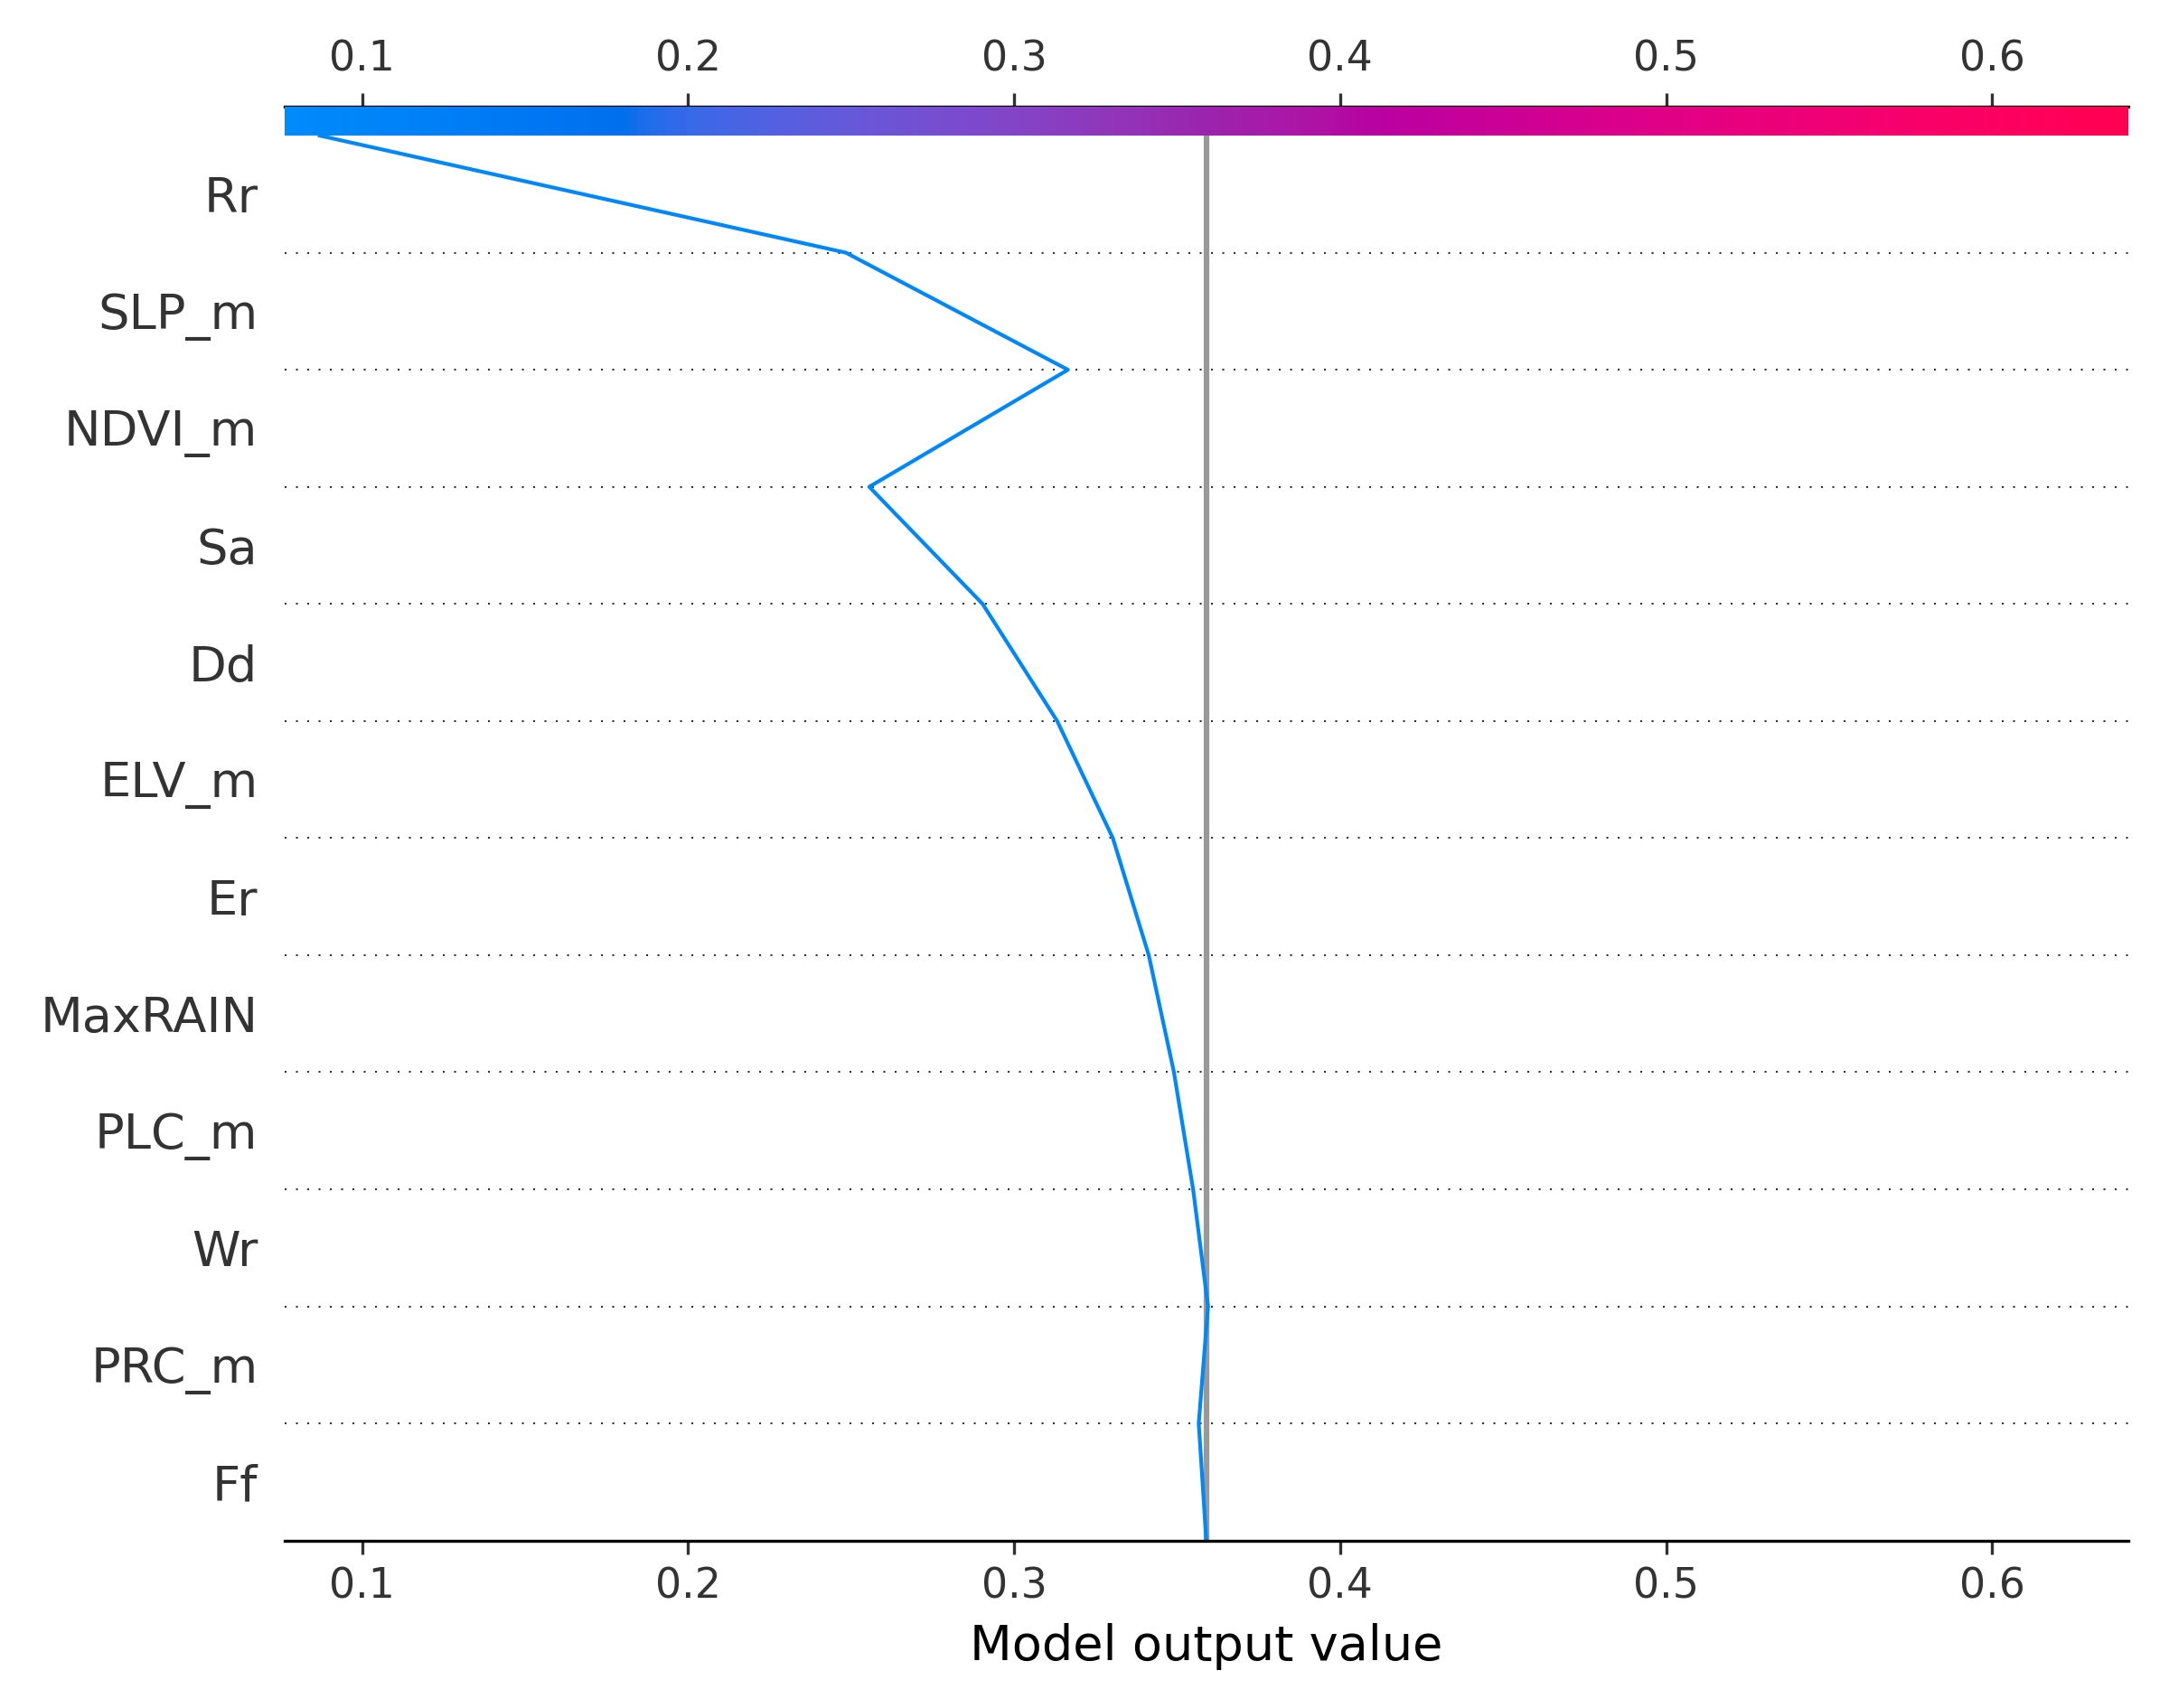 0.1 0.2 0.3 0.4 0.5 0.6
Rr
SLP_m
NDVI_m
Sa
Dd
ELV_m
Er
MaxRAIN
PLC_m
Wr
PRC_m
Ff
0.1 0.2 0.3 0.4 0.5 0.6
Model output value